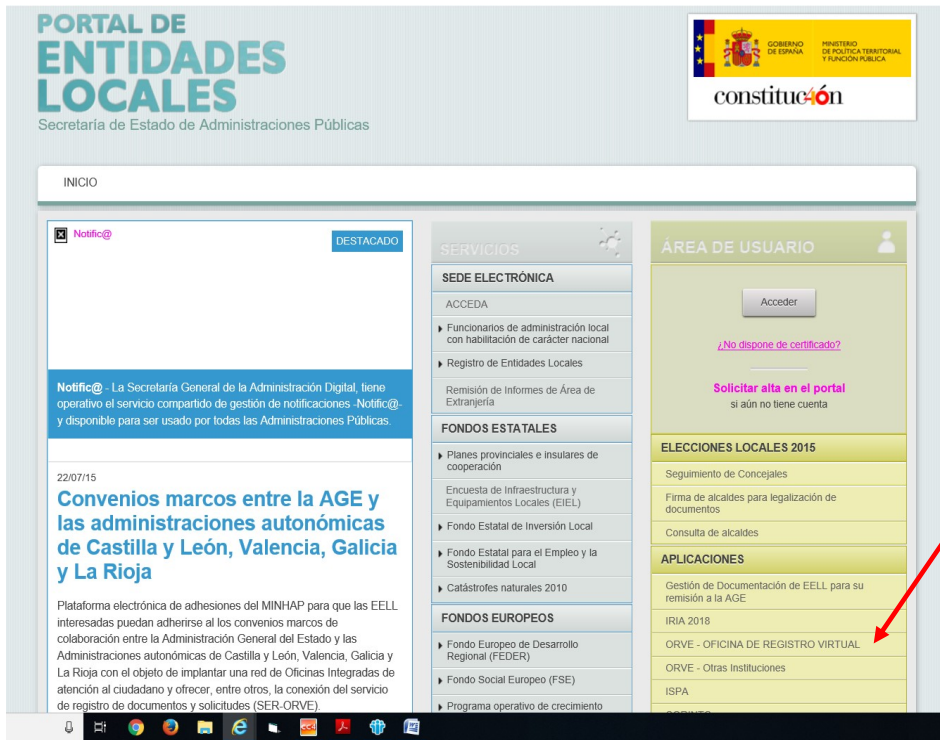 PORTAL DE
ENTIDADES
LOCALES
Secretaría de Estado de Administraciones Públicas
GOBIERNO
DE ESPAÑA
MINISTERIO
DE POLÍTICA TERRITORIAL
Y FUNCIÓN PÚBLICA
constituc40ón
INICIO
Notific@
DESTACADO
Notific@ - La Secretaría General de la Administración Digital, tiene
operativo el servicio compartido de gestión de notificaciones -Notific@-
y disponible para ser usado por todas las Administraciones Públicas.
22/07/15
Convenios marcos entre la AGE y
las administraciones autonómicas
de Castilla y León, Valencia, Galicia
y La Rioja
Plataforma electrónica de adhesiones del MINHAP para que las EELL
interesadas puedan adherirse al los convenios marcos de
colaboración entre la Administración General del Estado y las
Administraciones autonómicas de Castilla y León, Valencia, Galicia y
La Rioja con el objeto de implantar una red de Oficinas Integradas de
atención al ciudadano y ofrecer, entre otros, la conexión del servicio
de registro de documentos y solicitudes (SER-ORVE).
SERVICIOS
SEDE ELECTRÓNICA
ACCEDA
Funcionarios de administración local
con habilitación de carácter nacional
Registro de Entidades Locales
Remisión de Informes de Área de
Extranjería
FONDOS ESTATALES
Planes provinciales e insulares de
cooperación
Encuesta de Infraestructura y
Equipamientos Locales (EIEL)
Fondo Estatal de Inversión Local
Fondo Estatal para el Empleo y la
Sostenibilidad Local
Catástrofes naturales 2010
FONDOS EUROPEOS
Fondo Europeo de Desarrollo
Regional (FEDER)
Fondo Social Europeo (FSE)
Programa operativo de crecimiento
ÁREA DE USUARIO
Acceder
¿No dispone de certificado?
Solicitar alta en el portal
si aún no tiene cuenta
ELECCIONES LOCALES 2015
Seguimiento de Concejales
Firma de alcaldes para legalización de
documentos
Consulta de alcaldes
APLICACIONES
Gestión de Documentación de EELL para su
remisión a la AGE
IRIA 2018
ORVE - OFICINA DE REGISTRO VIRTUAL
ORVE - Otras Instituciones
ISPA